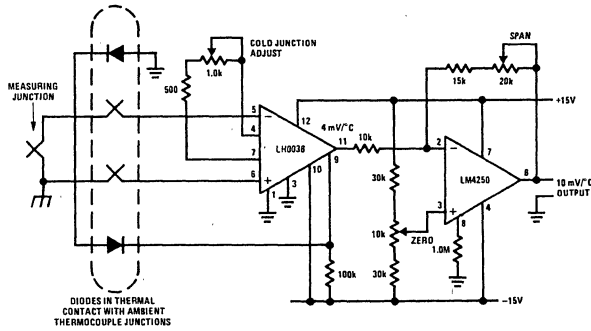 SPAN
COLD JUNCTION
ADJUST
1.0k
15k
20k
MEASURING
JUNCTION
500
+15V
5
12
4 mV/°C
4
11
10k
2
7
LH0038
7
9
30k
LM4250
6
10 mV/°C
OUTPUT
6
10
1
3
10k
3
4
ZERO
8
1.0M
100k
30k
-15V
DIODES IN THERMAL
CONTACT WITH AMBIENT
THERMOCOUPLE JUNCTIONS